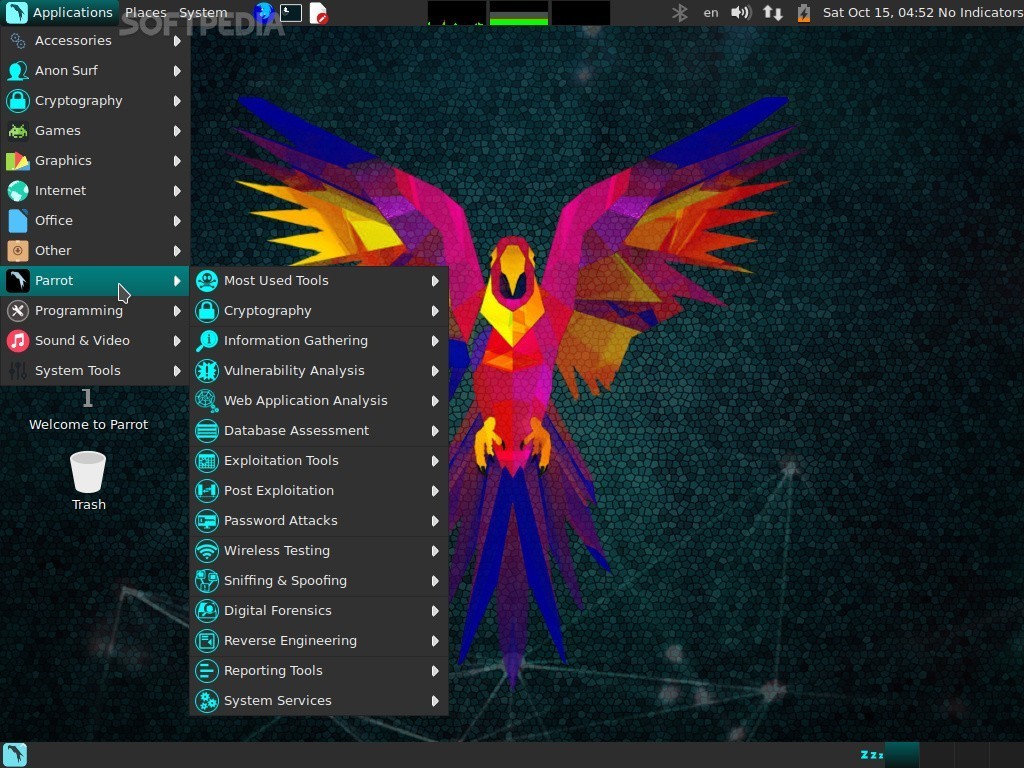 Applications Places System
SOFTPEDIA
en
Sat Oct 15, 04:52 No Indicators
Accessories
Anon Surf
Cryptography
Games
Graphics
Internet
Office
Other
Parrot
Programming
Sound & Video
System Tools
Most Used Tools
Cryptography
Information Gathering
Vulnerability Analysis
Web Application Analysis
Database Assessment
Exploitation Tools
Post Exploitation
Password Attacks
Wireless Testing
Sniffing & Spoofing
Digital Forensics
Reverse Engineering
Reporting Tools
System Services
1
Welcome to Parrot
Trash
zzz